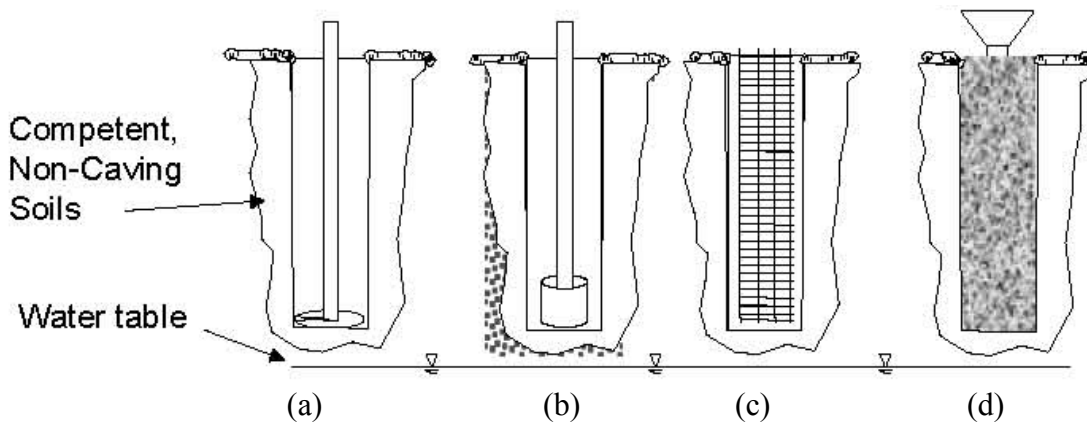 Competent,
Non-Caving
Soils
Water table
(a) (b) (c) (d)